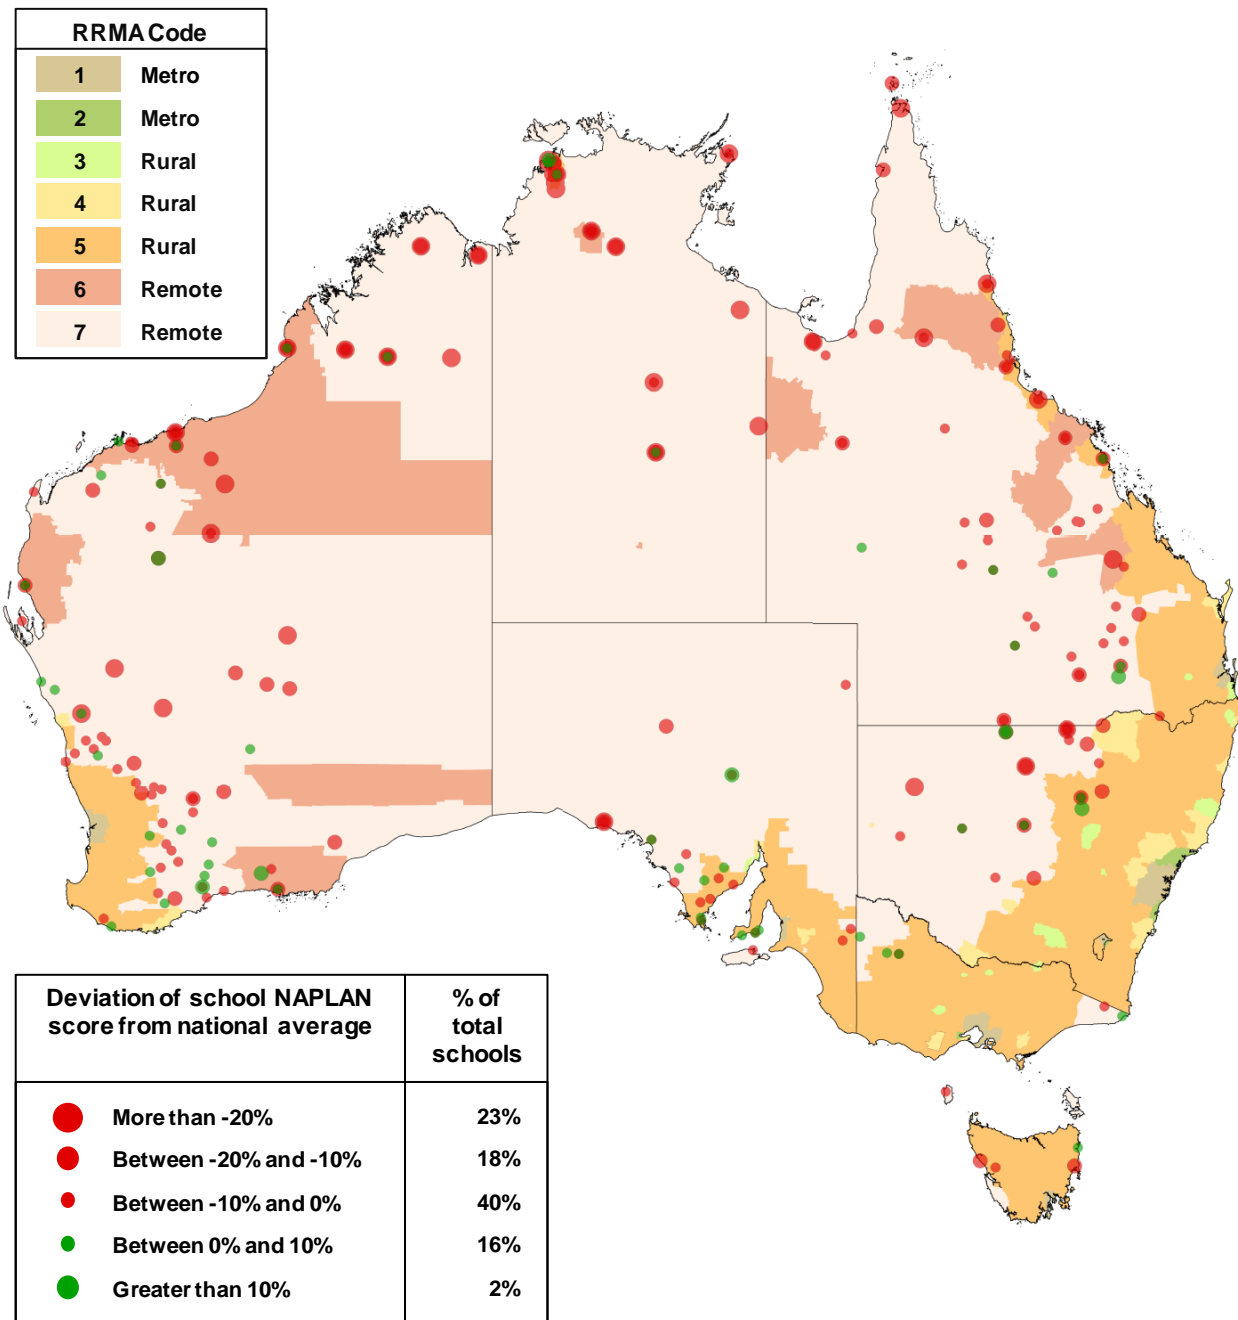 RRMA Code
1 Metro
2 Metro
3 Rural
4 Rural
5 Rural
6 Remote
7 Remote
Deviation of school NAPLAN
score from national average
% of
total
schools
More than -20% 23%
Between -20% and -10% 18%
Between -10% and 0% 40%
Between 0% and 10% 16%
Greater than 10% 2%